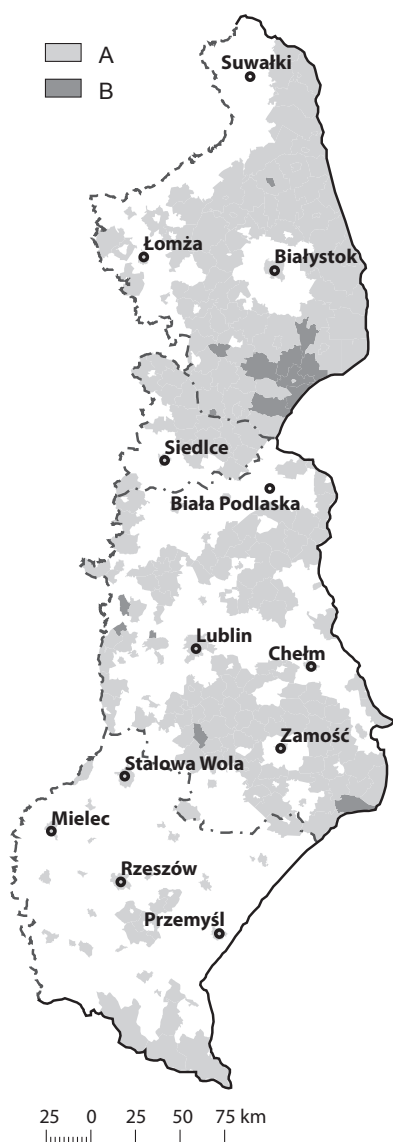 A
B
Suwałki
Łomża
Białystok
Siedlce
Biała Podlaska
Lublin
Chełm
Zamość
Stalowa Wola
Mielec
Rzeszów
Przemyśl
25 0 25 50 75 km